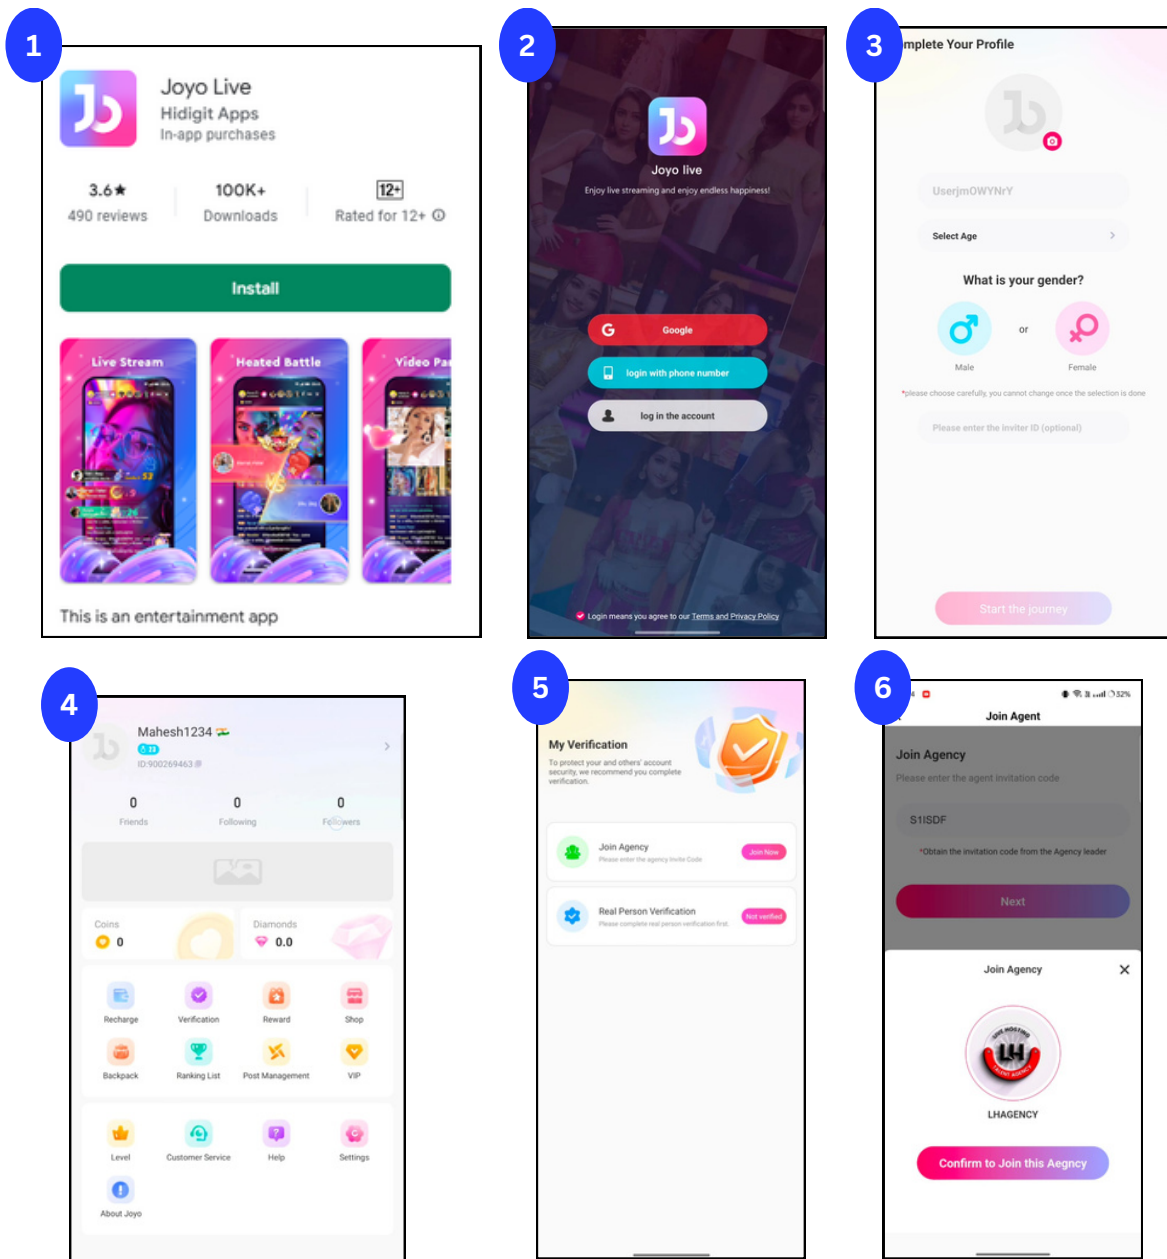 1
Joyo Live
Hidigit Apps
In-app purchases
3.6★
100K+
12+
490 reviews
Downloads
Rated for 12+
Install
Live Stream
Heated Battle
Video Pa
This is an entertainment app
2
Joyo live
Enjoy live streaming and enjoy endless happiness!
G Google
login with phone number
log in the account
Login means you agree to our Terms and Privacy Policy
3
mplete Your Profile
UserjmOWYNrY
Select Age
What is your gender?
or
Male
Female
*please choose carefully, you cannot change once the selection is done
Please enter the inviter ID (optional)
Start the journey
4
Mahesh1234
23
ID:900269463
0
0
0
Friends
Following
Followers
Coins
0
Diamonds
0.0
Recharge
Verification
Reward
Shop
Backpack
Ranking List
Post Management
VIP
Level
Customer Service
Help
Settings
About Joyo
5
My Verification
To protect your and others' account
security, we recommend you complete
verification.
Join Agency
Please enter the agency Invite Code
Join Now
Real Person Verification
Please complete real person verification first.
Not verified
6
4
32%
Join Agent
Join Agency
Please enter the agent invitation code
S1ISDF
*Obtain the invitation code from the Agency leader
Next
Join Agency
LIVE HOSTING
LH
TALENT AGENCY
LHAGENCY
Confirm to Join this Aegncy